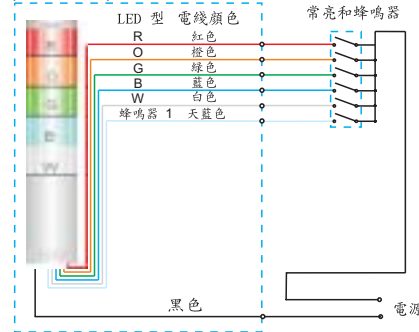 LED 型 電綫顏色
常亮和蜂鳴器
R 紅色
O 橙色
G 綠色
B 藍色
W 白色
蜂鳴器 1 天藍色
R
O
G
B
W
黑色
電源